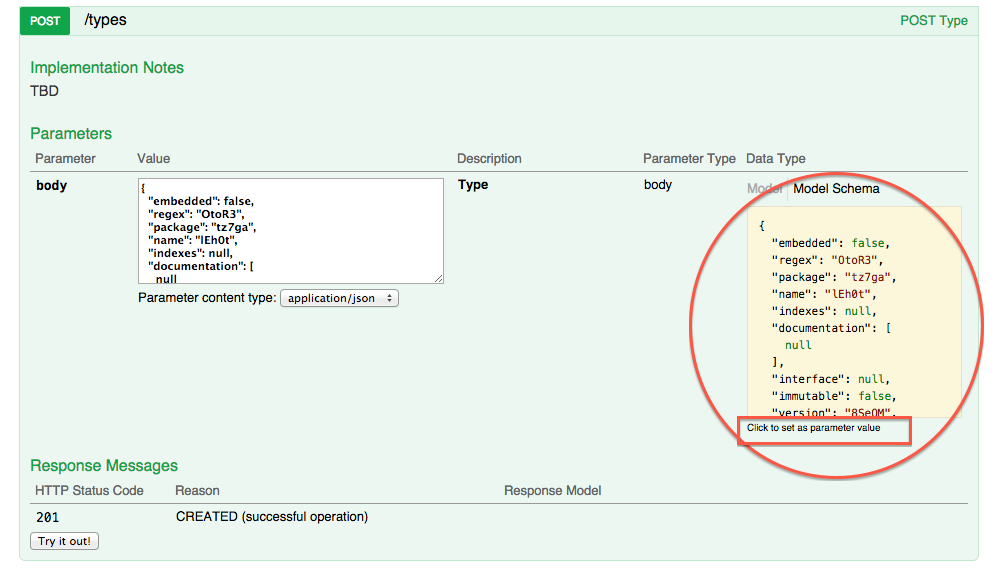 POST /types POST Type
Implementation Notes
TBD
Parameters
Parameter Value Description Parameter Type Data Type
body
{
"embedded": false,
"regex": "OtoR3",
"package": "tz7ga",
"name": "lEh0t",
"indexes": null,
"documentation": [
null
Parameter content type: application/json
Type
body
Model Model Schema
{
"embedded": false,
"regex": "OtoR3",
"package": "tz7ga",
"name": "lEh0t",
"indexes": null,
"documentation": [
null
],
"interface": null,
"immutable": false,
"version": "8SeOM",
Click to set as parameter value
Response Messages
HTTP Status Code Reason Response Model
201 CREATED (successful operation)
Try it out!